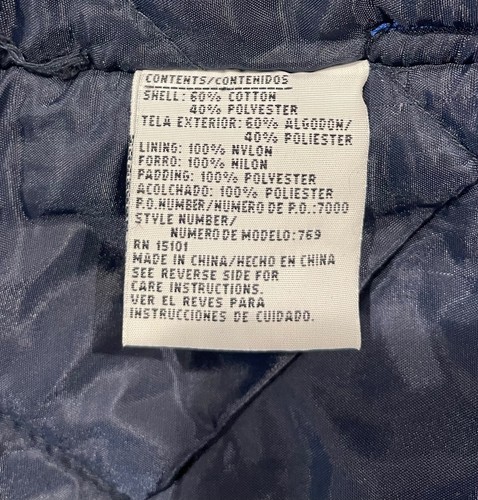 CONTENTS/CONTENIDOS
SHELL: 60% COTTON
40% POLYESTER
TELA EXTERIOR: 60% ALGODON/
40% POLIESTER
LINING: 100% NYLON
FORRO: 100% NILON
PADDING: 100% POLYESTER
ACOLCHADO: 100% POLIESTER
P.O.NUMBER/NUMERO DE P.O.:7000
STYLE NUMBER/
NUMERO DE MODELO:769
RN 15101
MADE IN CHINA/HECHO EN CHINA
SEE REVERSE SIDE FOR
CARE INSTRUCTIONS.
VER EL REVES PARA
INSTRUCCIONES DE CUIDADO.